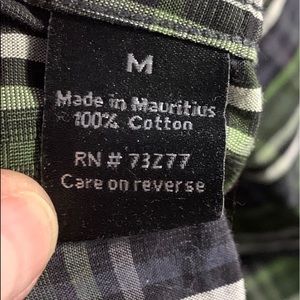 M
Made in Mauritius
100% Cotton
RN # 73277
Care on reverse